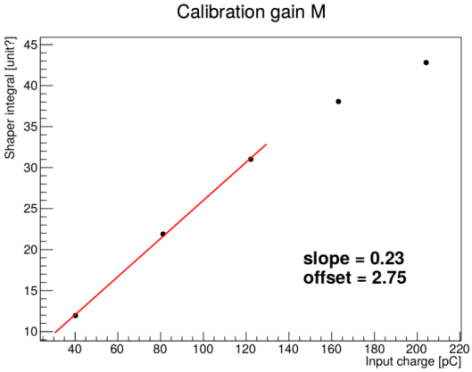 Calibration gain M
Shaper integral [unit?]
45
40
35
30
25
20
15
10
slope = 0.23
offset = 2.75
40 60 80 100 120 140 160 180 200 220
Input charge [pC]